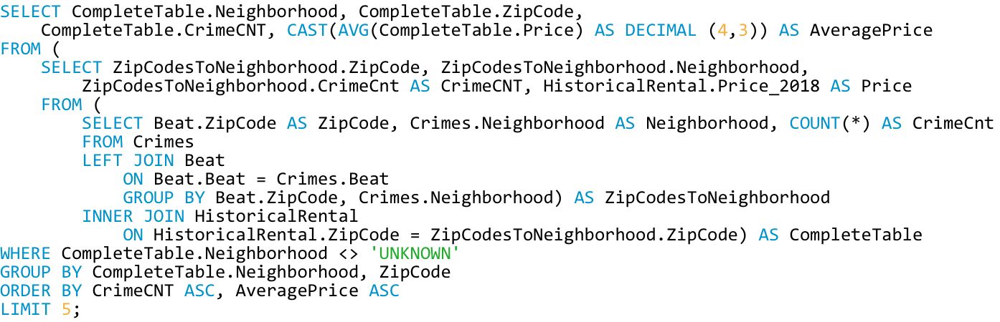 SELECT CompleteTable.Neighborhood, CompleteTable.ZipCode,
    CompleteTable.CrimeCNT, CAST(AVG(CompleteTable.Price) AS DECIMAL (4,3)) AS AveragePrice
FROM (
    SELECT ZipCodesToNeighborhood.ZipCode, ZipCodesToNeighborhood.Neighborhood,
        ZipCodesToNeighborhood.CrimeCnt AS CrimeCNT, HistoricalRental.Price_2018 AS Price
    FROM (
        SELECT Beat.ZipCode AS ZipCode, Crimes.Neighborhood AS Neighborhood, COUNT(*) AS CrimeCnt
        FROM Crimes
        LEFT JOIN Beat
            ON Beat.Beat = Crimes.Beat
            GROUP BY Beat.ZipCode, Crimes.Neighborhood) AS ZipCodesToNeighborhood
        INNER JOIN HistoricalRental
            ON HistoricalRental.ZipCode = ZipCodesToNeighborhood.ZipCode) AS CompleteTable
WHERE CompleteTable.Neighborhood <> 'UNKNOWN'
GROUP BY CompleteTable.Neighborhood, ZipCode
ORDER BY CrimeCNT ASC, AveragePrice ASC
LIMIT 5;